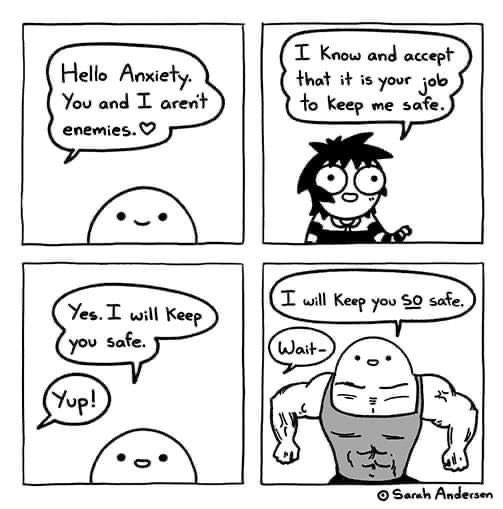 Hello Anxiety.
You and I aren't
enemies.♡
I Know and accept
that it is your job
to keep me safe.
Yes. I will Keep
you safe.
Yup!
I will Keep you so safe.
Wait-
© Sarah Andersen